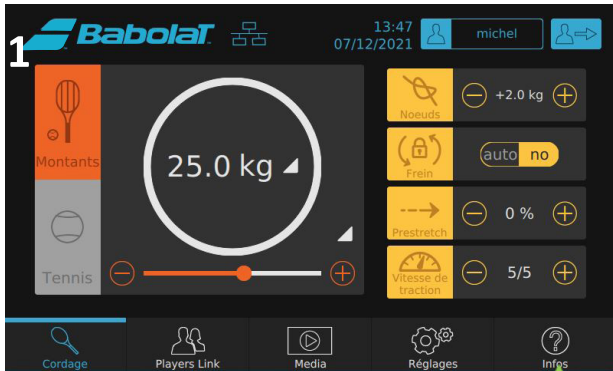 1
BabolaT
13:47
07/12/2021
michel
Montants
Tennis
25.0 kg
Noeuds
+2.0 kg
Frein
auto no
Prestretch
0 %
Vitesse de
traction
5/5
Cordage
Players Link
Media
Réglages
Infos